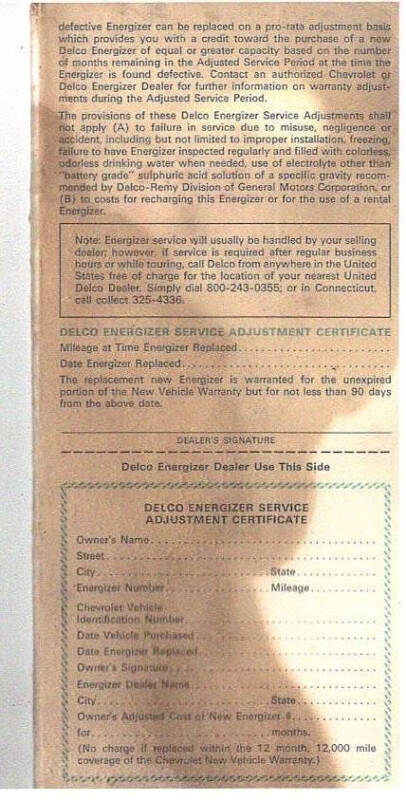 defective Energizer can be replaced on a pro-rata adjustment basis
which provides you with a credit toward the purchase of a new
Delco Energizer of equal or greater capacity based on the number
of months remaining in the Adjusted Service Period at the time the
Energizer is found defective. Contact an authorized Chevrolet or
Delco Energizer Dealer for further information on warranty adjust-
ments during the Adjusted Service Period.
The provisions of these Delco Energizer Service Adjustments shall
not apply (A) to failure in service due to misuse, negligence or
accident, including but not limited to improper installation, freezing,
failure to have Energizer inspected regularly and filled with colorless,
odorless drinking water when needed, use of electrolyte other than
"battery grade" sulphuric acid solution of a specific gravity recom-
mended by Delco-Remy Division of General Motors Corporation, or
(B) to costs for recharging this Energizer or for the use of a rental
Energizer.
Note: Energizer service will usually be handled by your selling
dealer; however, if service is required after regular business
hours or while touring, call Delco from anywhere in the United
States free of charge for the location of your nearest United
Delco Dealer. Simply dial 800-243-0355; or in Connecticut,
call collect 325-4336.
DELCO ENERGIZER SERVICE ADJUSTMENT CERTIFICATE
Mileage at Time Energizer Replaced
Date Energizer Replaced
The replacement new Energizer is warranted for the unexpired
portion of the New Vehicle Warranty but for not less than 90 days
from the above date.
DEALER'S SIGNATURE
Delco Energizer Dealer Use This Side
DELCO ENERGIZER SERVICE
ADJUSTMENT CERTIFICATE
Owner's Name
Street
City State
Energizer Number Mileage
Chevrolet Vehicle
Identification Number
Date Vehicle Purchased
Date Energizer Replaced
Owner's Signature
Energizer Dealer Name
City State
Owner's Adjusted Cost of New Energizer $
for months.
(No charge if replaced within the 12 month, 12,000 mile
coverage of the Chevrolet New Vehicle Warranty.)